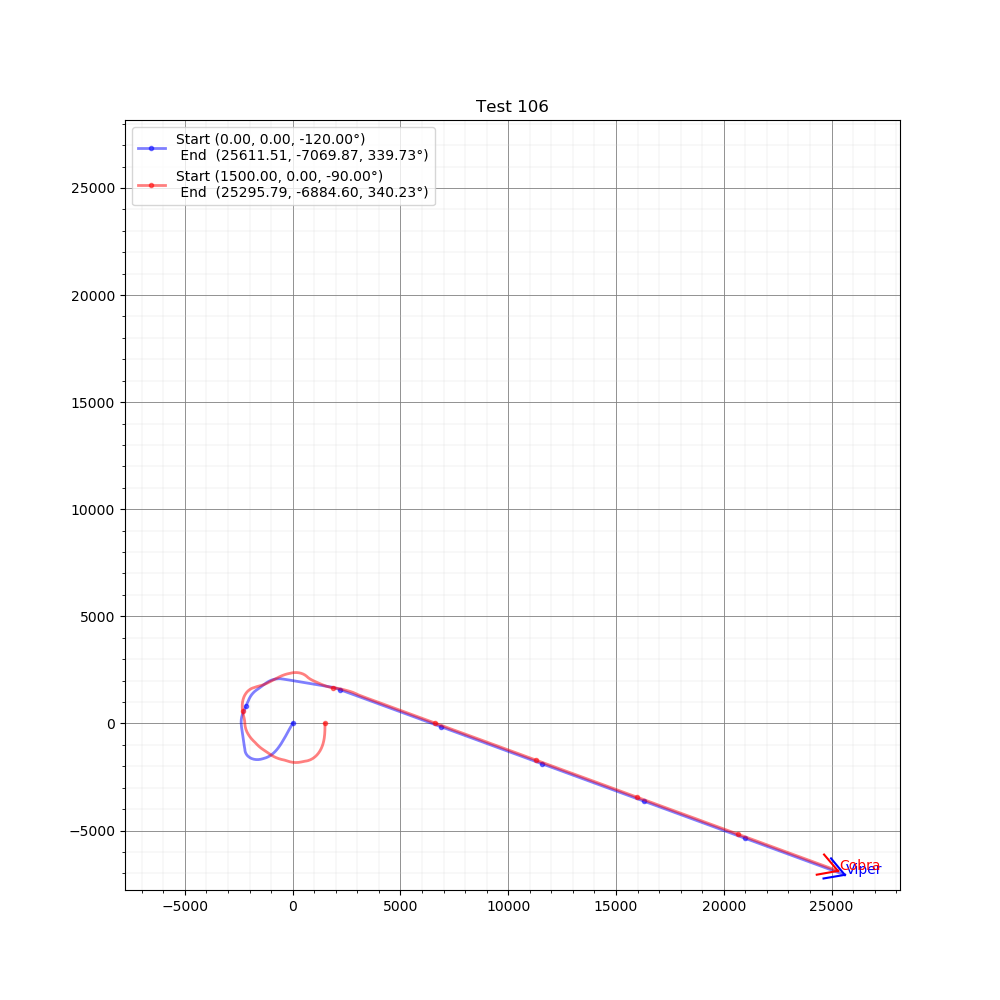 Test 106
Start (0.00, 0.00, -120.00°)
End  (25611.51, -7069.87, 339.73°)
Start (1500.00, 0.00, -90.00°)
End  (25295.79, -6884.60, 340.23°)
25000
20000
15000
10000
5000
0
−5000
Cobra
Viper
−5000 0 5000 10000 15000 20000 25000